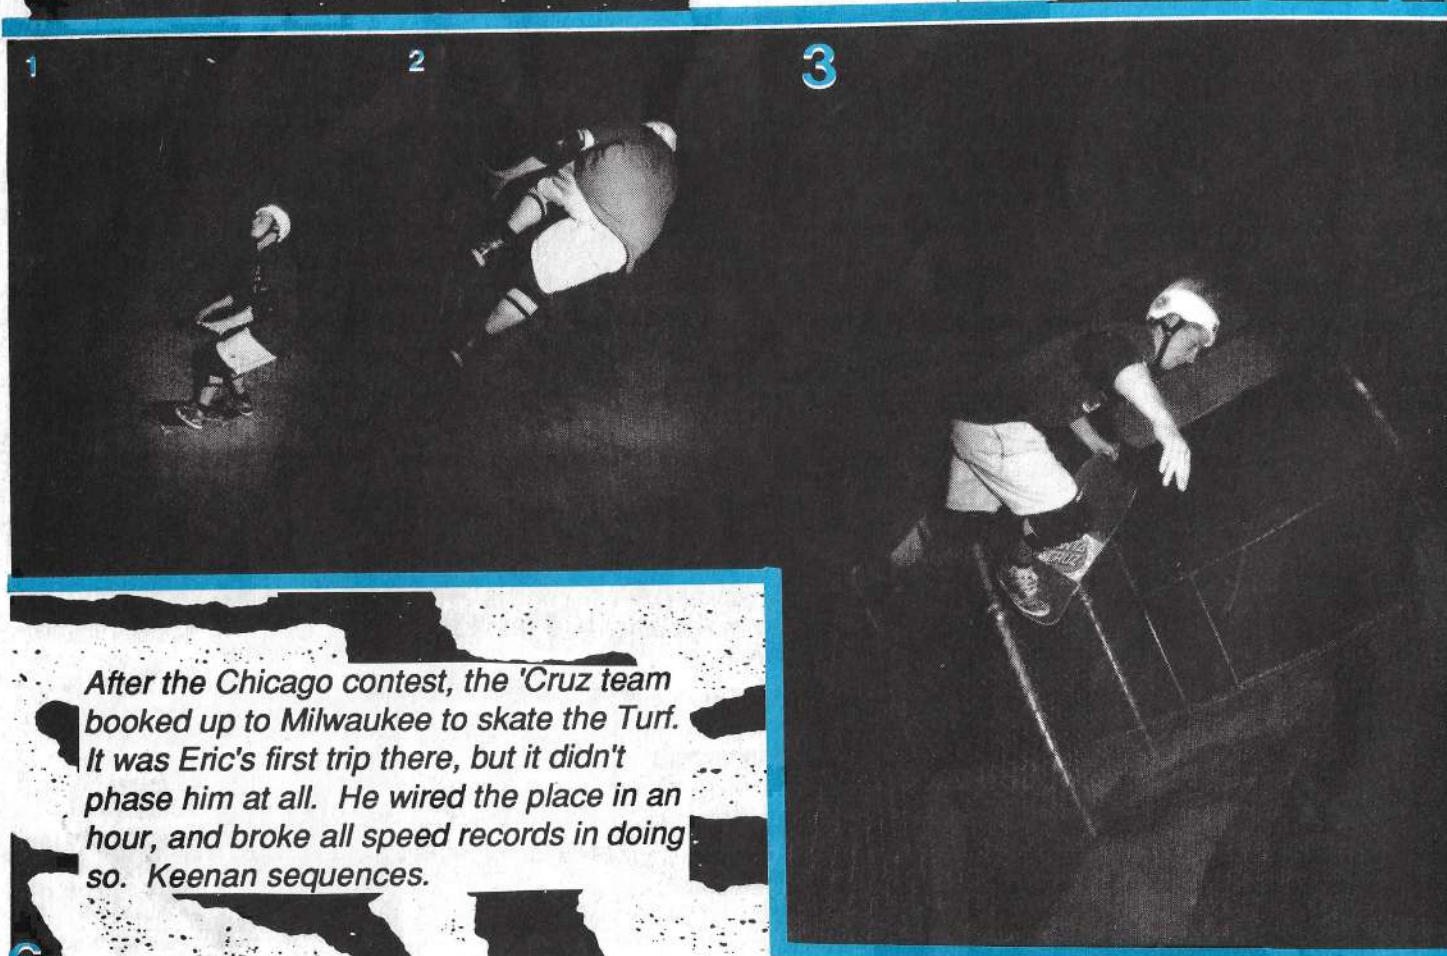 1
2
3
After the Chicago contest, the 'Cruz team
booked up to Milwaukee to skate the Turf.
It was Eric's first trip there, but it didn't
phase him at all. He wired the place in an
hour, and broke all speed records in doing
so. Keenan sequences.